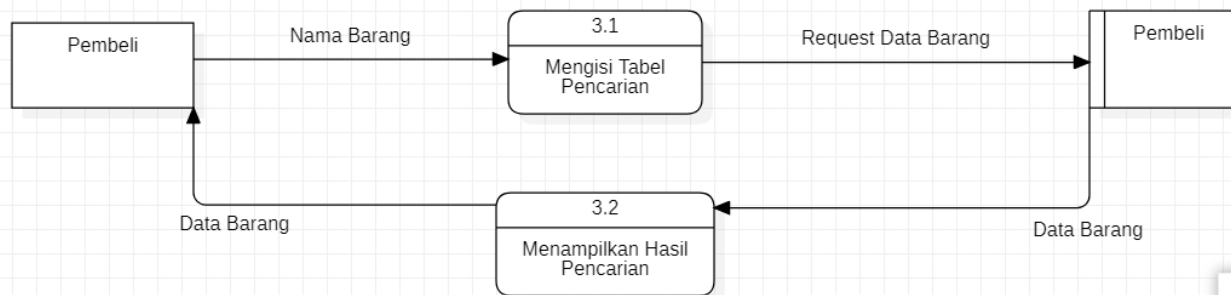 Pembeli
Nama Barang
3.1
Mengisi Tabel
Pencarian
Request Data Barang
Pembeli
Data Barang
3.2
Menampilkan Hasil
Pencarian
Data Barang